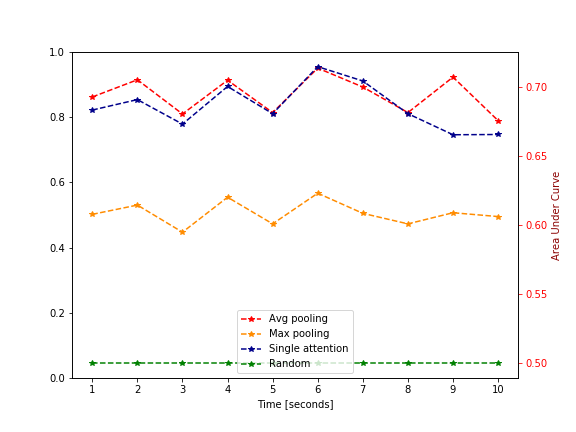 1.0
0.8
0.6
0.4
0.2
0.0
0.70
0.65
0.60
0.55
0.50
Area Under Curve
Avg pooling
Max pooling
Single attention
Random
1 2 3 4 5 6 7 8 9 10
Time [seconds]